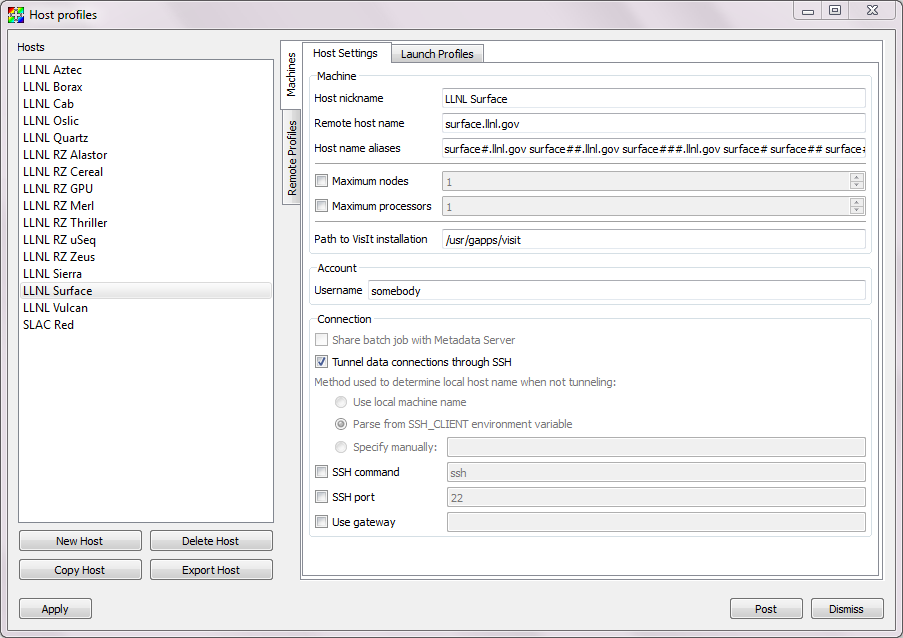 Host profiles
Hosts
LLNL Aztec
LLNL Borax
LLNL Cab
LLNL Oslic
LLNL Quartz
LLNL RZ Alastor
LLNL RZ Cereal
LLNL RZ GPU
LLNL RZ Merl
LLNL RZ Thriller
LLNL RZ uSeq
LLNL RZ Zeus
LLNL Sierra
LLNL Surface
LLNL Vulcan
SLAC Red
New Host
Delete Host
Copy Host
Export Host
Machines
Remote Profiles
Host Settings
Launch Profiles
Machine
Host nickname
LLNL Surface
Remote host name
surface.llnl.gov
Host name aliases
surface#.llnl.gov surface##.llnl.gov surface###.llnl.gov surface# surface## surface#
Maximum nodes
1
Maximum processors
1
Path to VisIt installation
/usr/gapps/visit
Account
Username
somebody
Connection
Share batch job with Metadata Server
Tunnel data connections through SSH
Method used to determine local host name when not tunneling:
Use local machine name
Parse from SSH_CLIENT environment variable
Specify manually:
SSH command
ssh
SSH port
22
Use gateway
Apply
Post
Dismiss